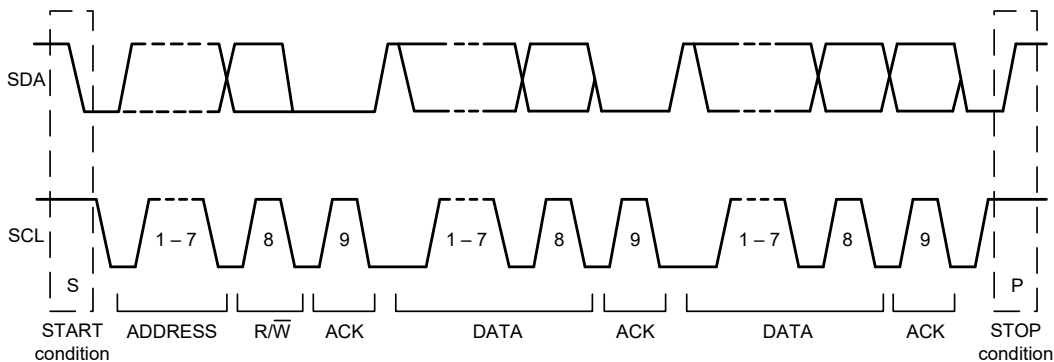 SDA
SCL
1 – 7 8 9 1 – 7 8 9 1 – 7 8 9
S P
START condition ADDRESS R/W̅ ACK DATA ACK DATA ACK STOP condition